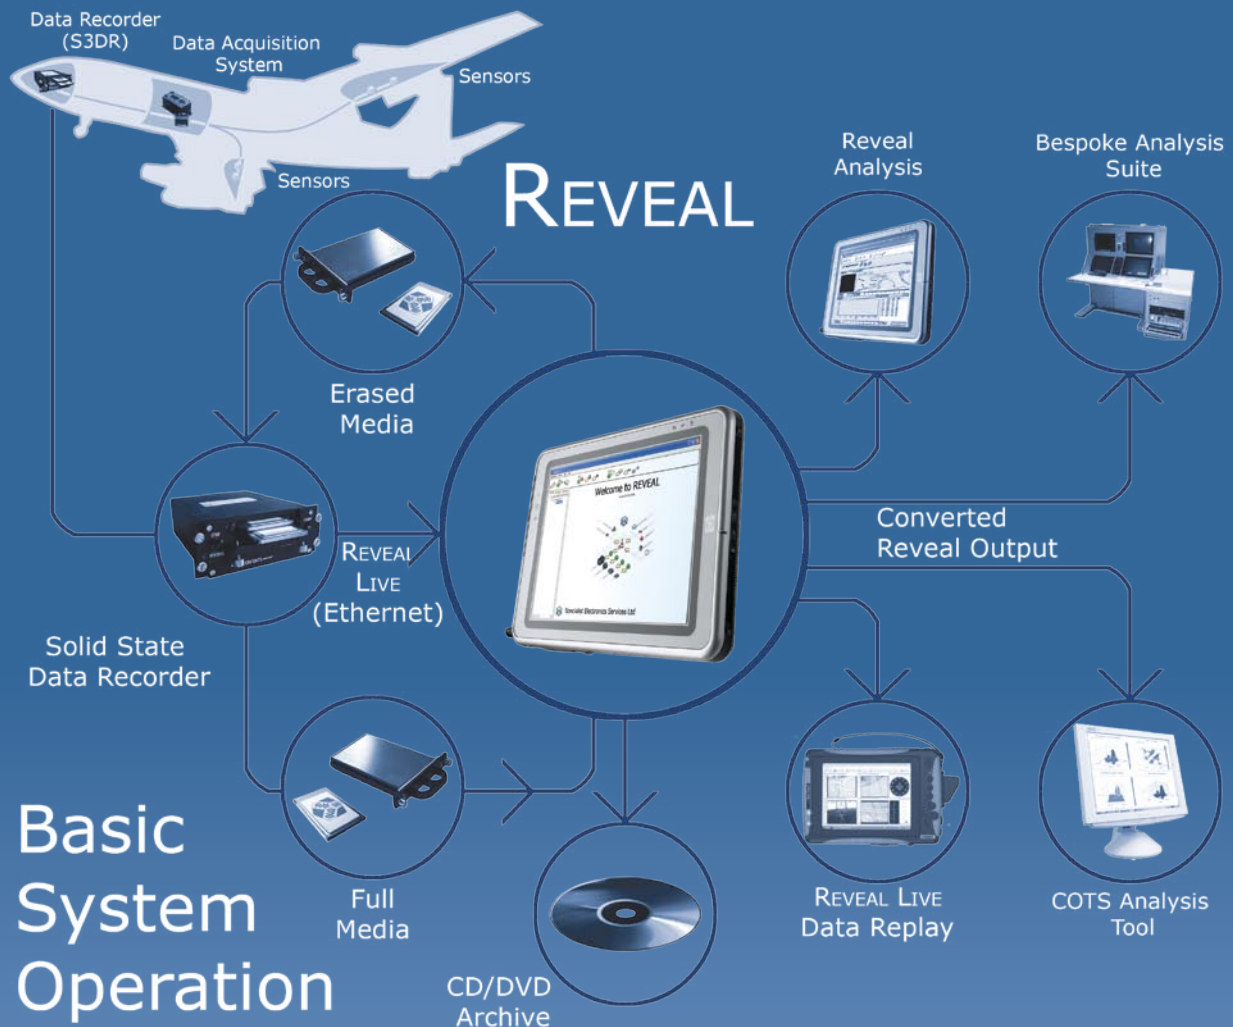 Data Recorder
(S3DR)
Data Acquisition
System
Sensors
Sensors
REVEAL
Reveal
Analysis
Bespoke Analysis
Suite
Erased
Media
Welcome to REVEAL
Specialist Electronics Services Ltd
REVEAL
LIVE
(Ethernet)
Converted
Reveal Output
Solid State
Data Recorder
Basic
System
Operation
Full
Media
CD/DVD
Archive
REVEAL LIVE
Data Replay
COTS Analysis
Tool